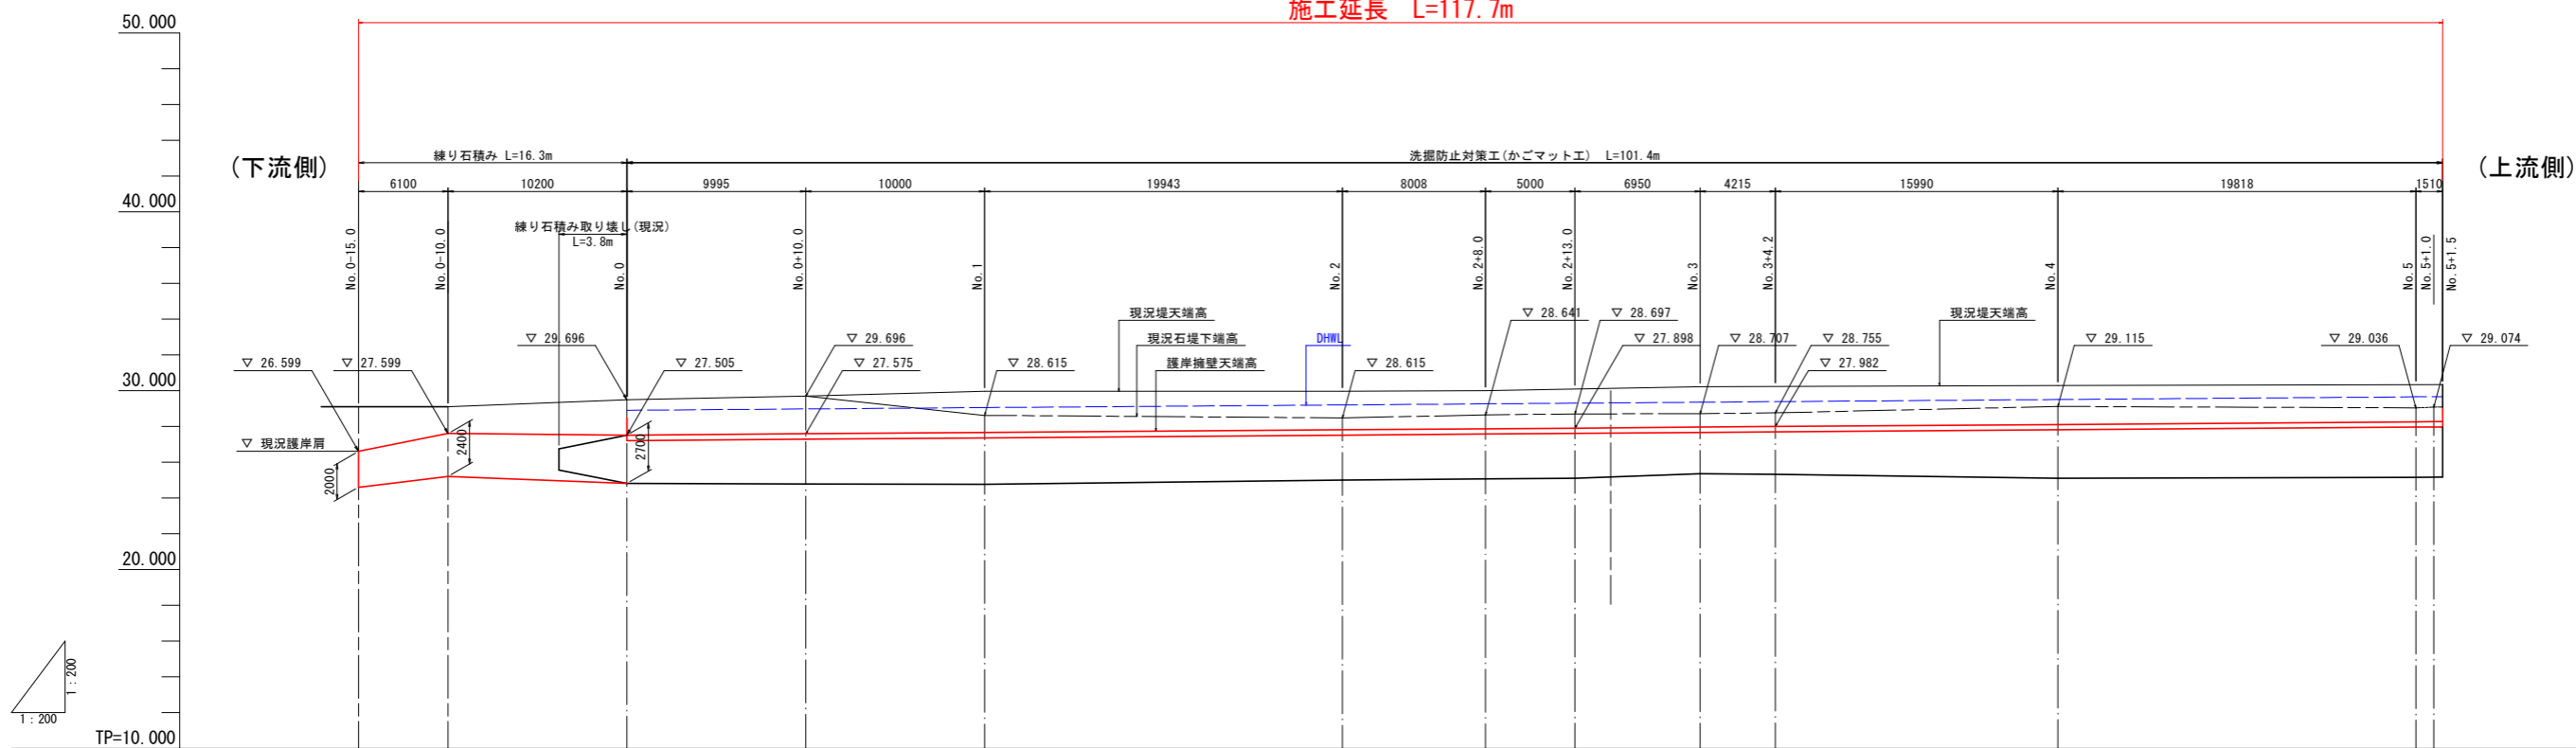 施工延長 L=117.7m
50.000
練り石積み L=16.3m
洗掘防止対策工(かごマット工) L=101.4m
(下流側)
(上流側)
6100
10200
9995
10000
19943
8008
5000
6950
4215
15990
19818
1510
40.000
練り石積み取り壊し(現況)
L=3.8m
No.0-15.0
No.0-10.0
No.0
No.0+10.0
No.1
No.2
No.2+8.0
No.2+13.0
No.3
No.3+4.2
No.4
No.5
No.5+1.0
No.5+1.5
現況堤天端高
▽ 28.641
▽ 28.697
▽ 28.707
▽ 28.755
現況堤天端高
▽ 29.696
▽ 29.696
現況石堤下端高
DHWL
▽ 27.898
▽ 29.115
▽ 29.036
▽ 29.074
▽ 26.599
▽ 27.599
▽ 27.505
▽ 27.575
▽ 28.615
護岸擁壁天端高
▽ 28.615
▽ 27.982
30.000
▽ 現況護岸肩
2000
2400
2700
20.000
1:200
1:200
TP=10.000